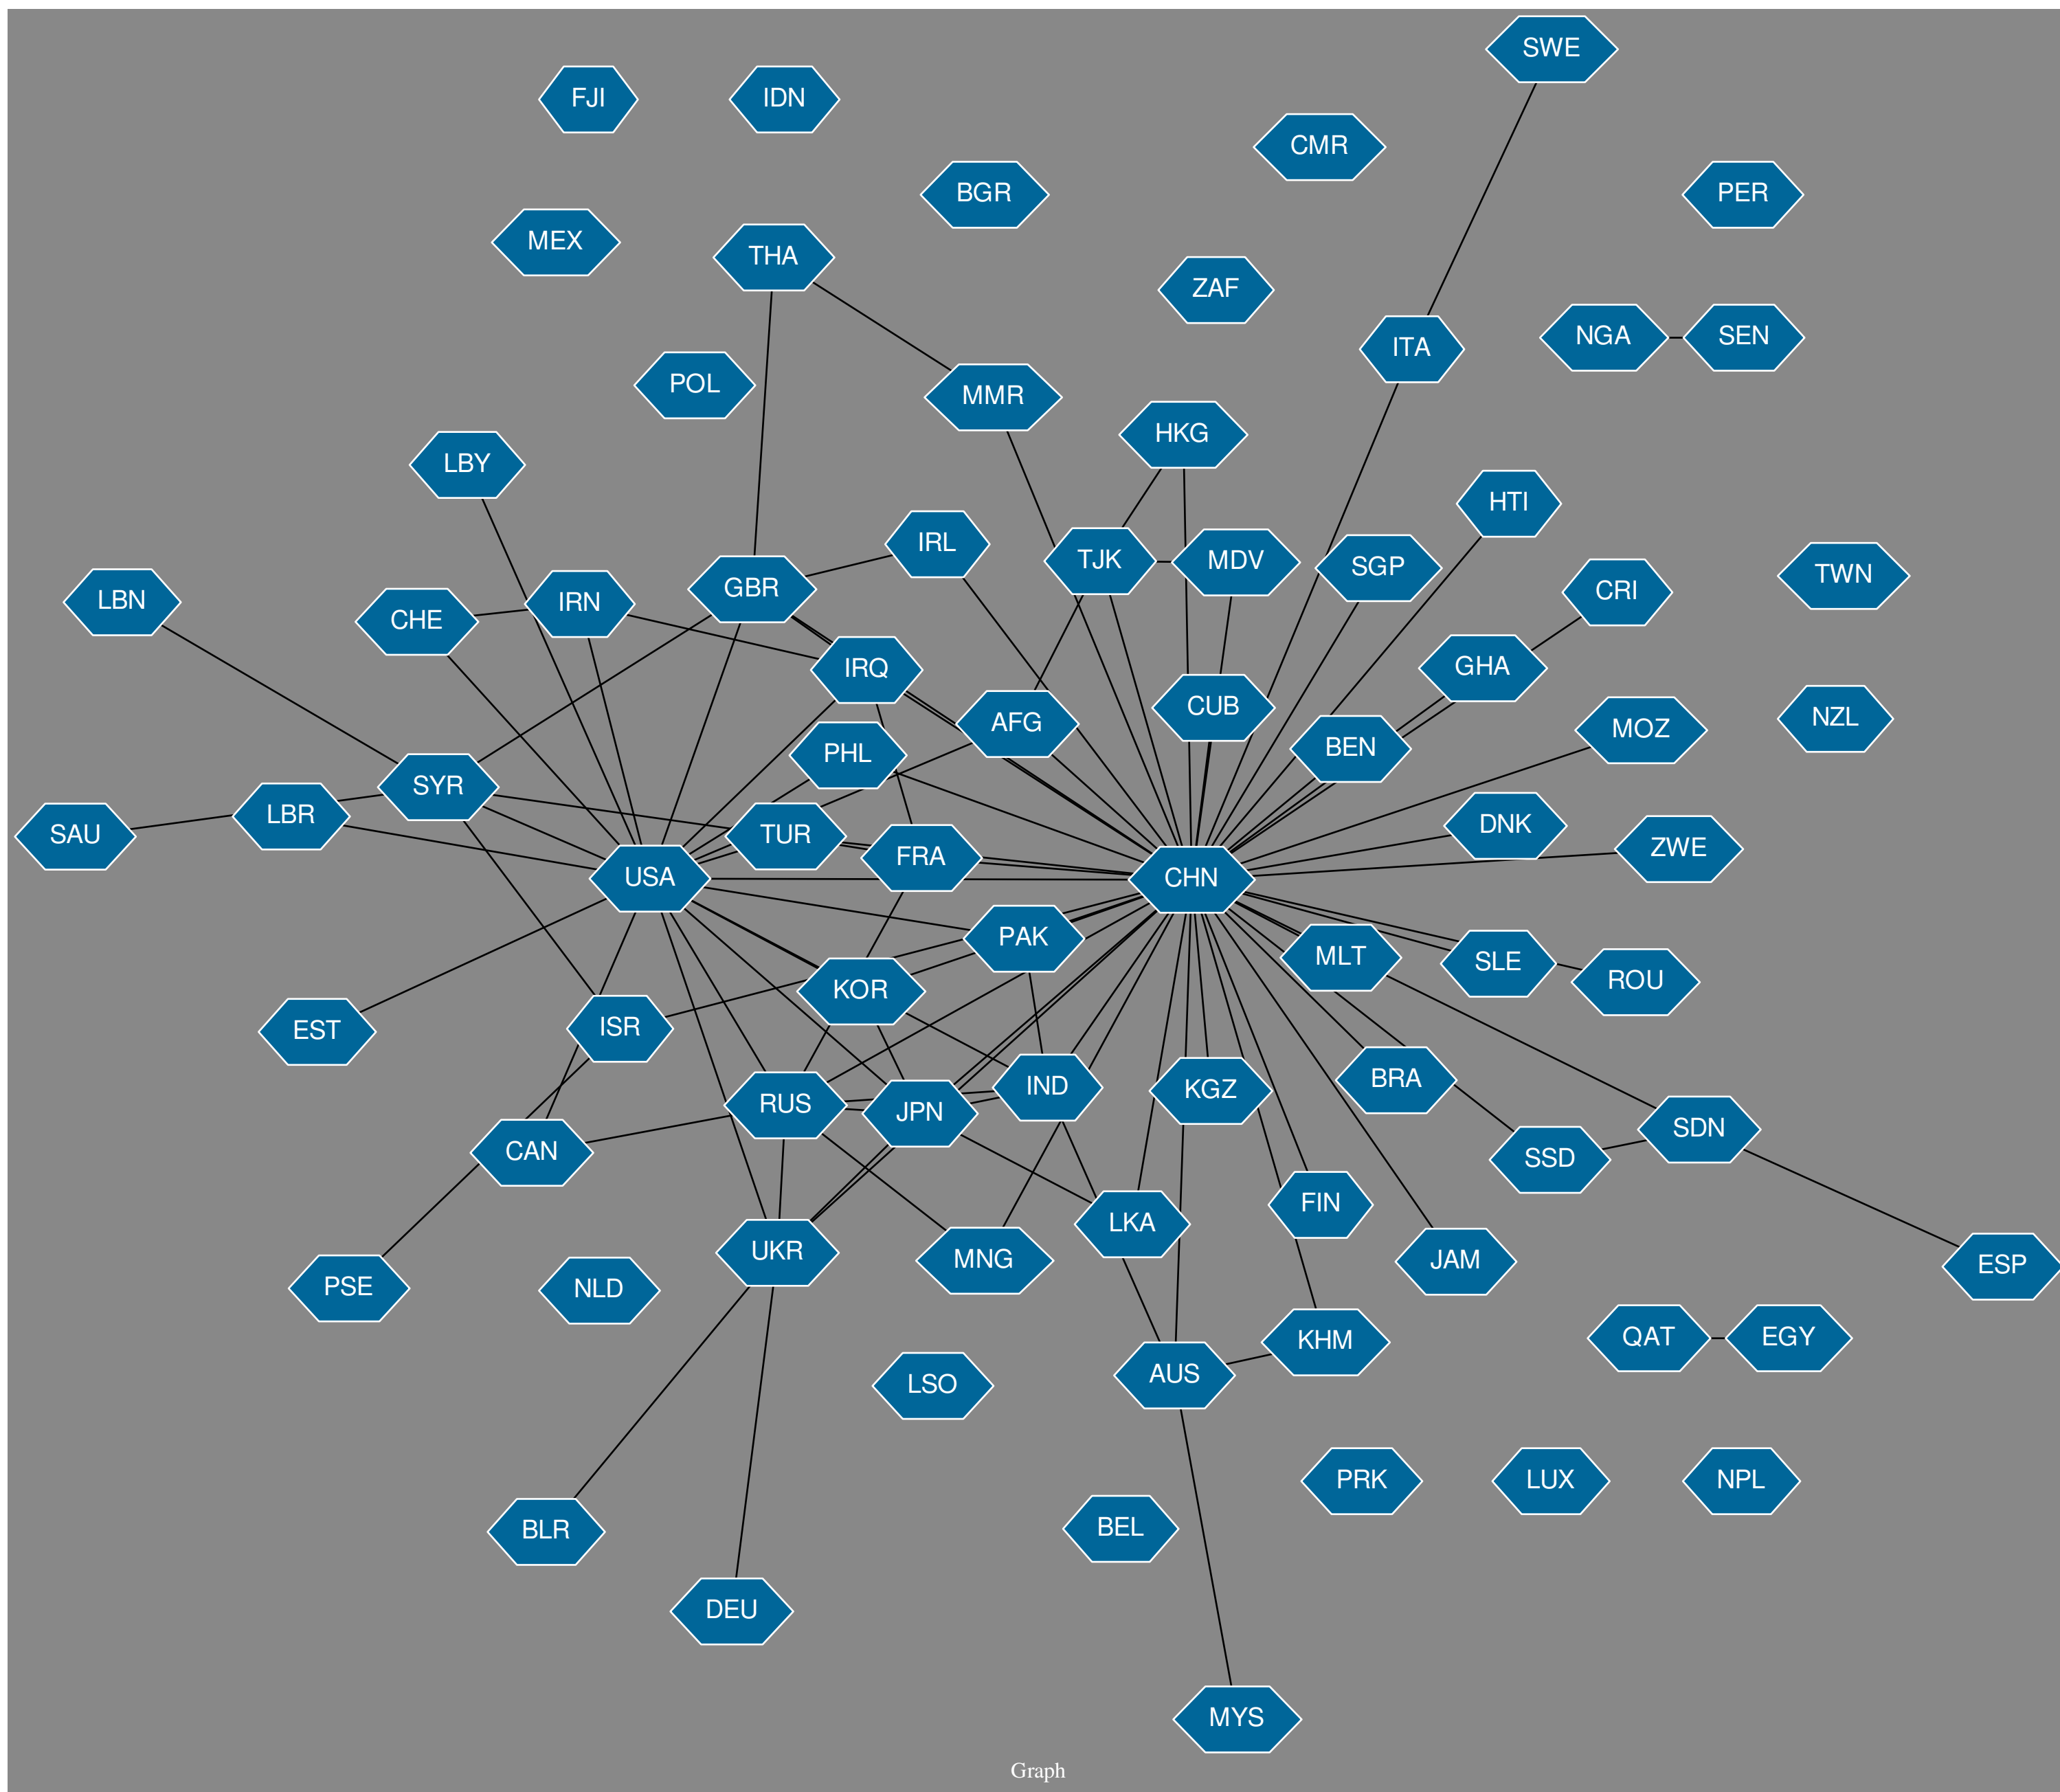 SWE
FJI
IDN
CMR
BGR
PER
MEX
THA
ZAF
NGA
SEN
ITA
POL
MMR
HKG
LBY
HTI
IRL
TJK
MDV
SGP
TWN
GBR
CRI
LBN
IRN
CHE
IRQ
GHA
CUB
NZL
AFG
MOZ
BEN
PHL
SYR
LBR
DNK
SAU
TUR
ZWE
FRA
USA
CHN
PAK
MLT
SLE
ROU
KOR
ISR
EST
BRA
IND
KGZ
RUS
JPN
SDN
CAN
SSD
FIN
LKA
UKR
MNG
JAM
ESP
PSE
NLD
QAT
EGY
KHM
AUS
LSO
PRK
LUX
NPL
BEL
BLR
DEU
MYS
Graph